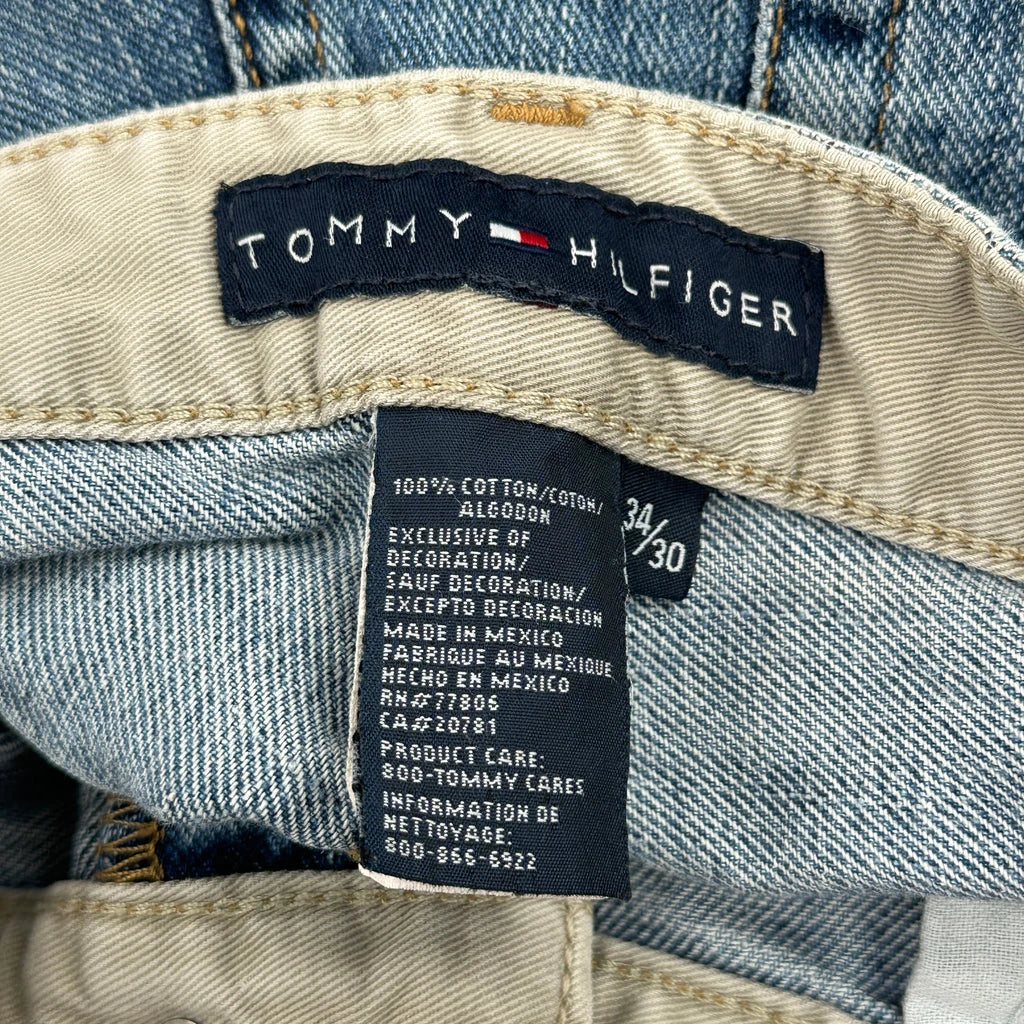 TOMMY HILFIGER
100% COTTON/COTON/
ALGODON
EXCLUSIVE OF
DECORATION/
SAUF DECORATION/
EXCEPTO DECORACION
MADE IN MEXICO
FABRIQUE AU MEXIQUE
HECHO EN MEXICO
RN#77806
CA#20781
PRODUCT CARE:
800-TOMMY CARES
INFORMATION DE
NETTOYAGE:
800-866-6922
34/30